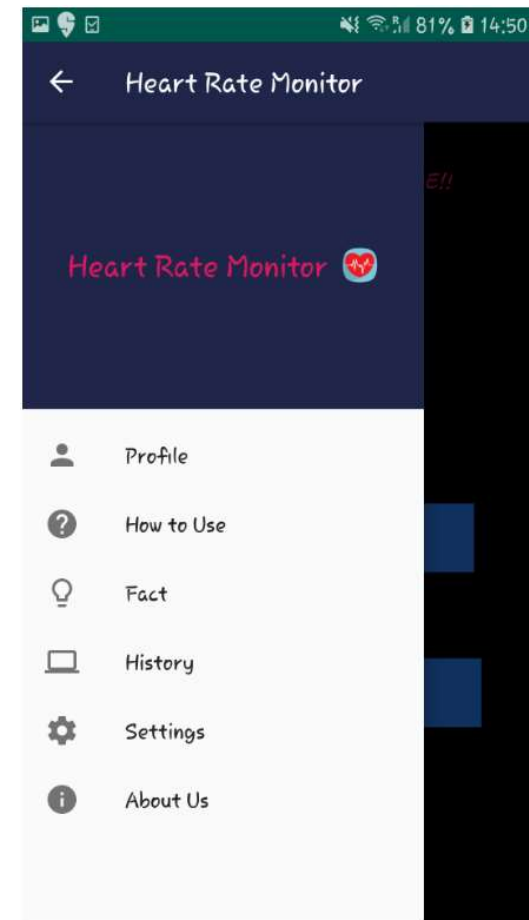 81% 14:50
Heart Rate Monitor
E!!
Heart Rate Monitor
Profile
How to Use
Fact
History
Settings
About Us